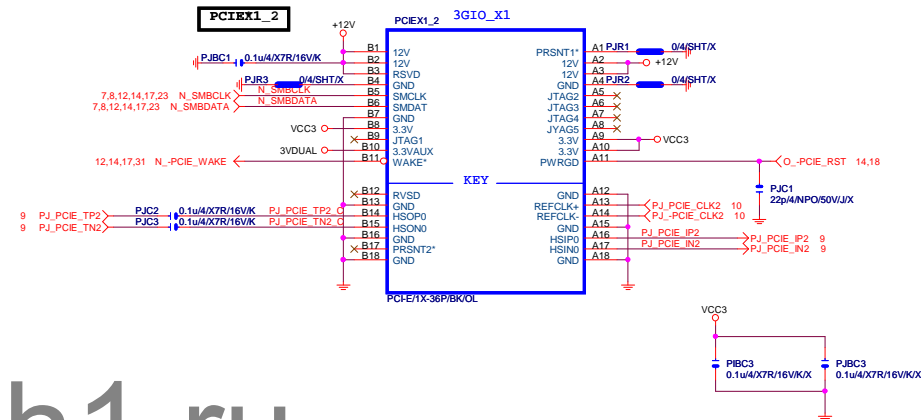 PCIEX1_2
3GIO_X1
+12V
PCIEX1_2
B1 12V PRSNT1* A1 PJR1 0/4/SHT/X
PJBC1 0.1u/4/X7R/16V/K B2 12V 12V A2 +12V
B3 RSVD 12V A3
PJR3 0/4/SHT/X B4 GND GND A4 PJR2 0/4/SHT/X
7,8,12,14,17,23 N_SMBCLK N_SMBCLK B5 SMCLK JTAG2 A5
7,8,12,14,17,23 N_SMBDATA N_SMBDATA B6 SMDAT JTAG3 A6
B7 GND JTAG4 A7
VCC3 B8 3.3V JYAG5 A8
B9 JTAG1 3.3V A9 VCC3
3VDUAL B10 3.3VAUX 3.3V A10
12,14,17,31 N_-PCIE_WAKE B11 WAKE* PWRGD A11 O_-PCIE_RST 14,18
KEY
PJC1
22p/4/NPO/50V/J/X
B12 RVSD GND A12
B13 GND REFCLK+ A13 PJ_PCIE_CLK2 10
9 PJ_PCIE_TP2 PJC2 0.1u/4/X7R/16V/K PJ_PCIE_TP2_C B14 HSOP0 REFCLK- A14 PJ_-PCIE_CLK2 10
9 PJ_PCIE_TN2 PJC3 0.1u/4/X7R/16V/K PJ_PCIE_TN2_C B15 HSON0 GND A15
B16 GND HSIP0 A16 PJ_PCIE_IP2 PJ_PCIE_IP2 9
B17 PRSNT2* HSIN0 A17 PJ_PCIE_IN2 PJ_PCIE_IN2 9
B18 GND GND A18
PCI-E/1X-36P/BK/OL
VCC3
PIBC3 PJBC3
0.1u/4/X7R/16V/K/X 0.1u/4/X7R/16V/K/X
b1.ru